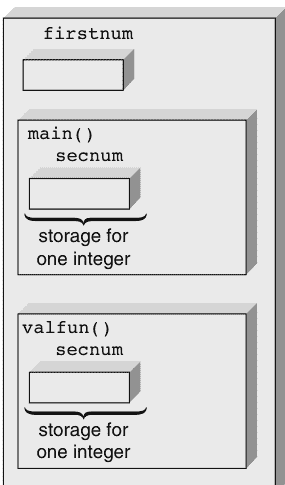 firstnum
main()
secnum
storage for
one integer
valfun()
secnum
storage for
one integer